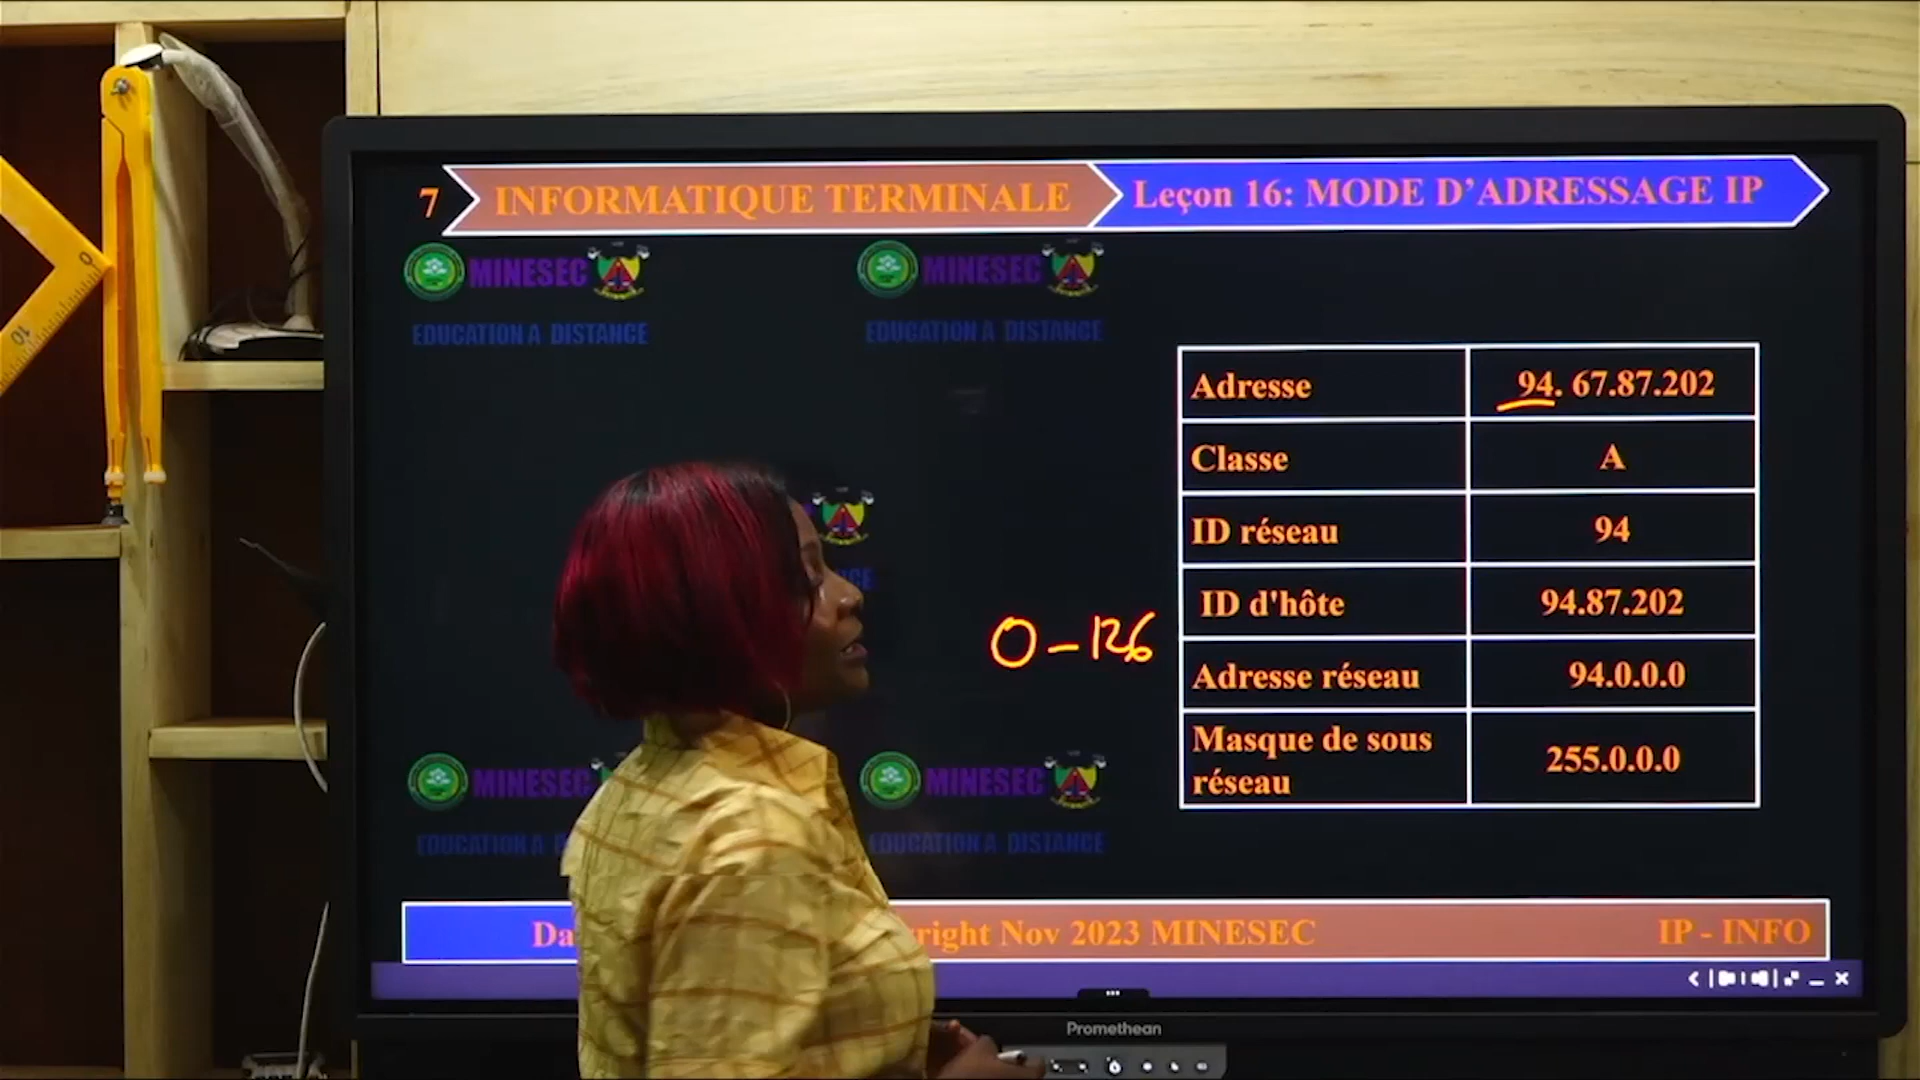 7 INFORMATIQUE TERMINALE Leçon 16: MODE D’ADRESSAGE IP
MINESEC MINESEC
EDUCATION A DISTANCE EDUCATION A DISTANCE
Adresse 94. 67.87.202
Classe A
ID réseau 94
ID d'hôte 94.87.202
0-126
Adresse réseau 94.0.0.0
Masque de sous réseau 255.0.0.0
MINESEC MINESEC
EDUCATION A DISTANCE
Nov 2023 MINESEC IP - INFO
Promethean
0
10